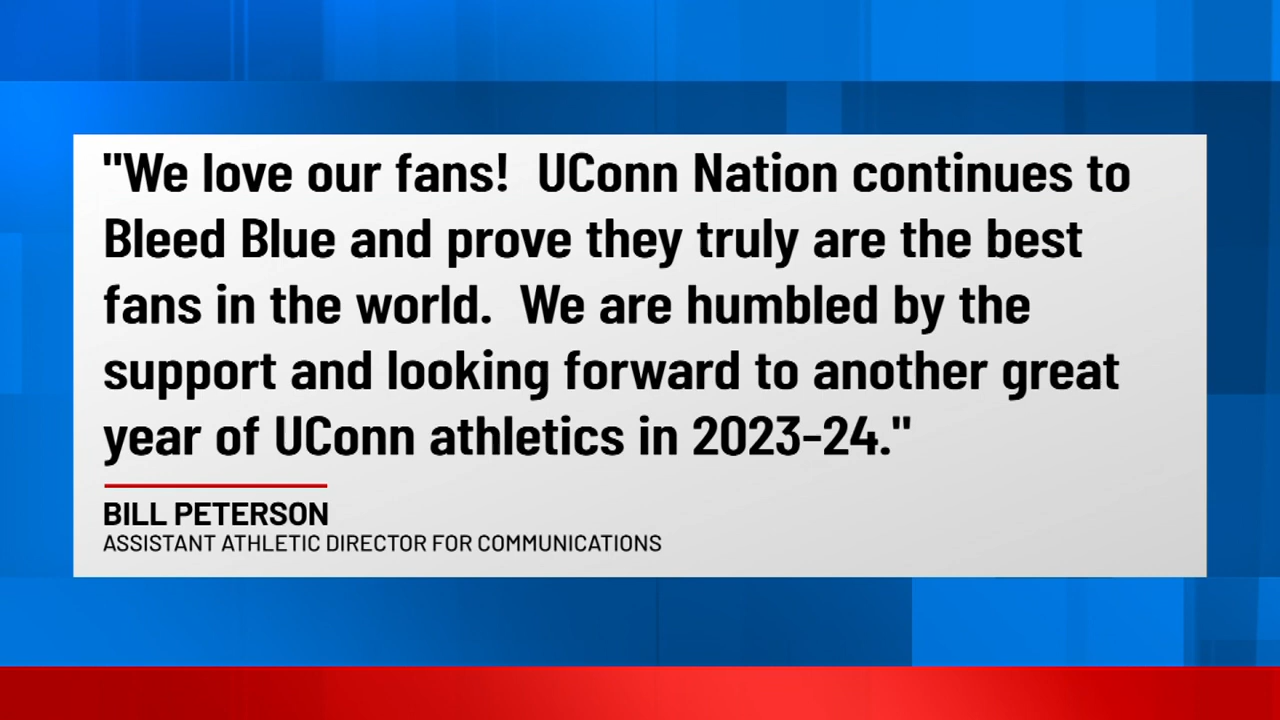 "We love our fans!  UConn Nation continues to
Bleed Blue and prove they truly are the best
fans in the world.  We are humbled by the
support and looking forward to another great
year of UConn athletics in 2023-24."
BILL PETERSON
ASSISTANT ATHLETIC DIRECTOR FOR COMMUNICATIONS